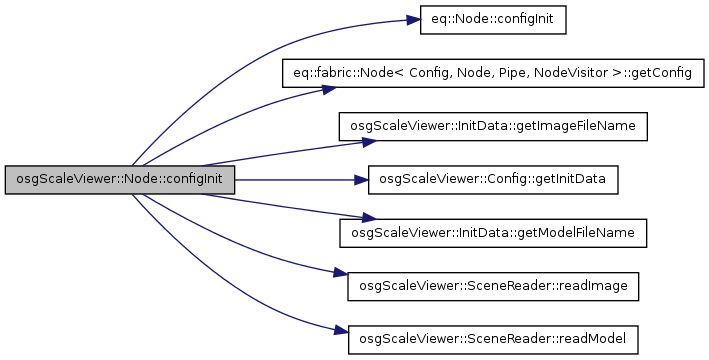 eq::Node::configInit
eq::fabric::Node< Config, Node, Pipe, NodeVisitor >::getConfig
osgScaleViewer::InitData::getImageFileName
osgScaleViewer::Node::configInit
osgScaleViewer::Config::getInitData
osgScaleViewer::InitData::getModelFileName
osgScaleViewer::SceneReader::readImage
osgScaleViewer::SceneReader::readModel